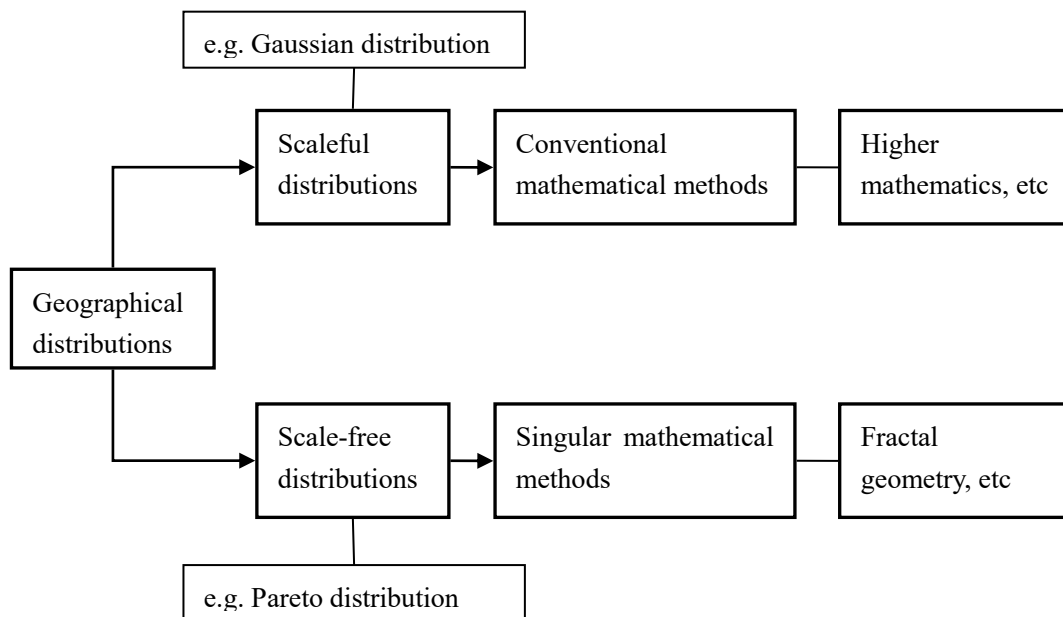 e.g. Gaussian distribution
Scaleful
distributions
Conventional
mathematical methods
Higher
mathematics, etc
Geographical
distributions
Scale-free
distributions
Singular mathematical
methods
Fractal
geometry, etc
e.g. Pareto distribution